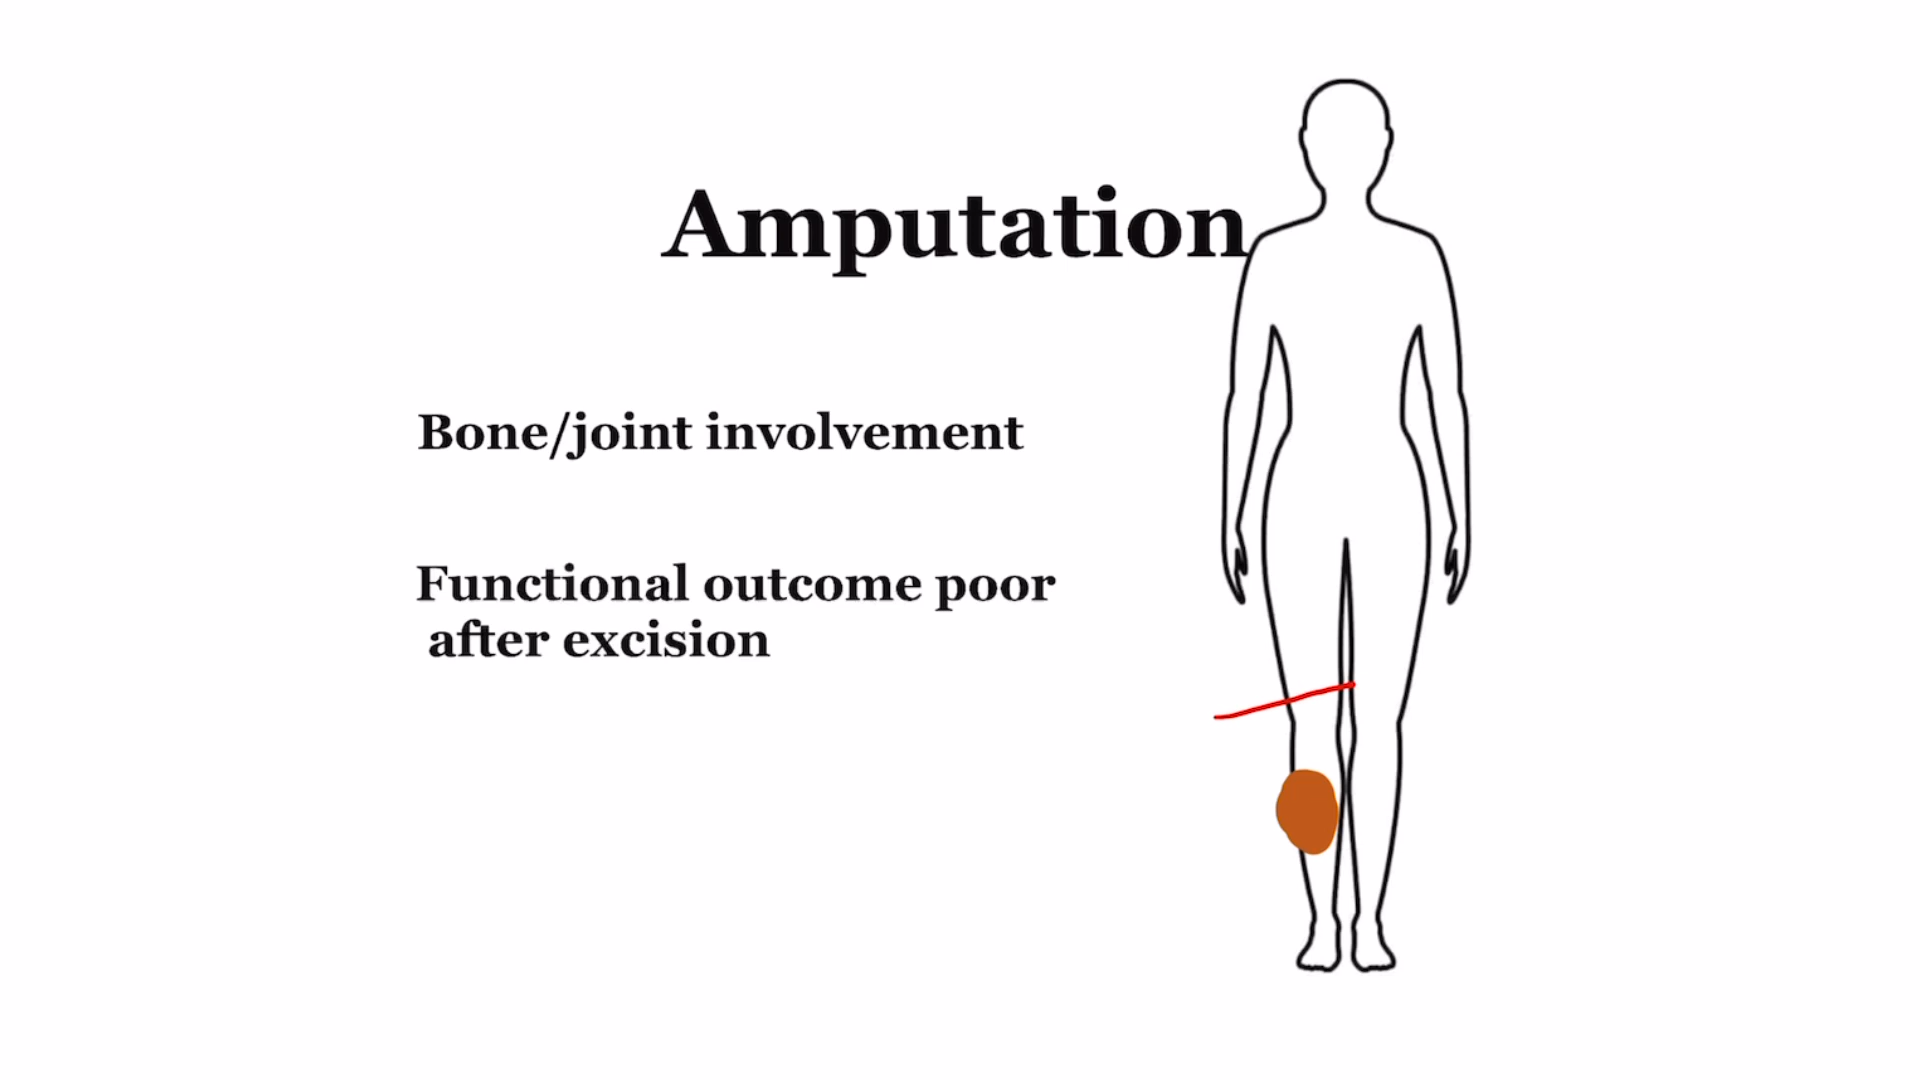 Amputation
Bone/joint involvement
Functional outcome poor
after excision